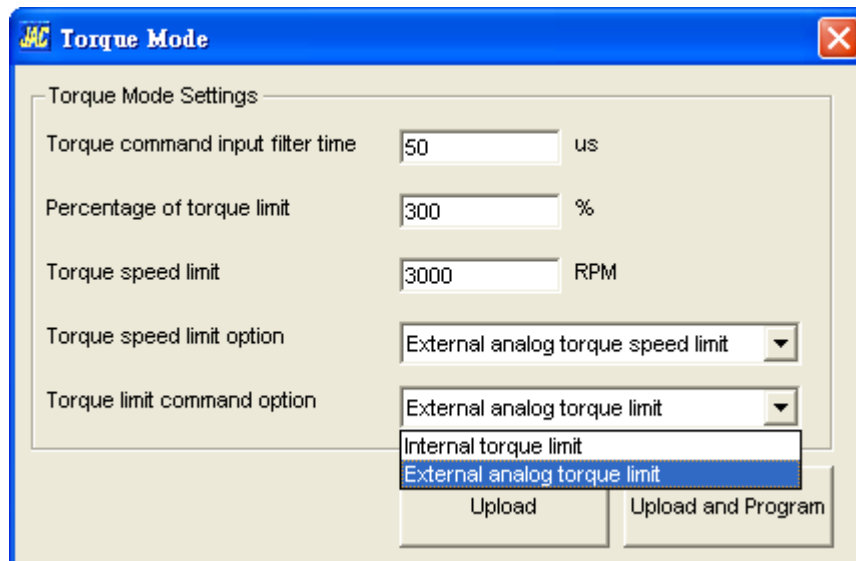 JAC Torque Mode
Torque Mode Settings
Torque command input filter time 50 us
Percentage of torque limit 300 %
Torque speed limit 3000 RPM
Torque speed limit option External analog torque speed limit
Torque limit command option External analog torque limit
Internal torque limit
External analog torque limit
Upload Upload and Program